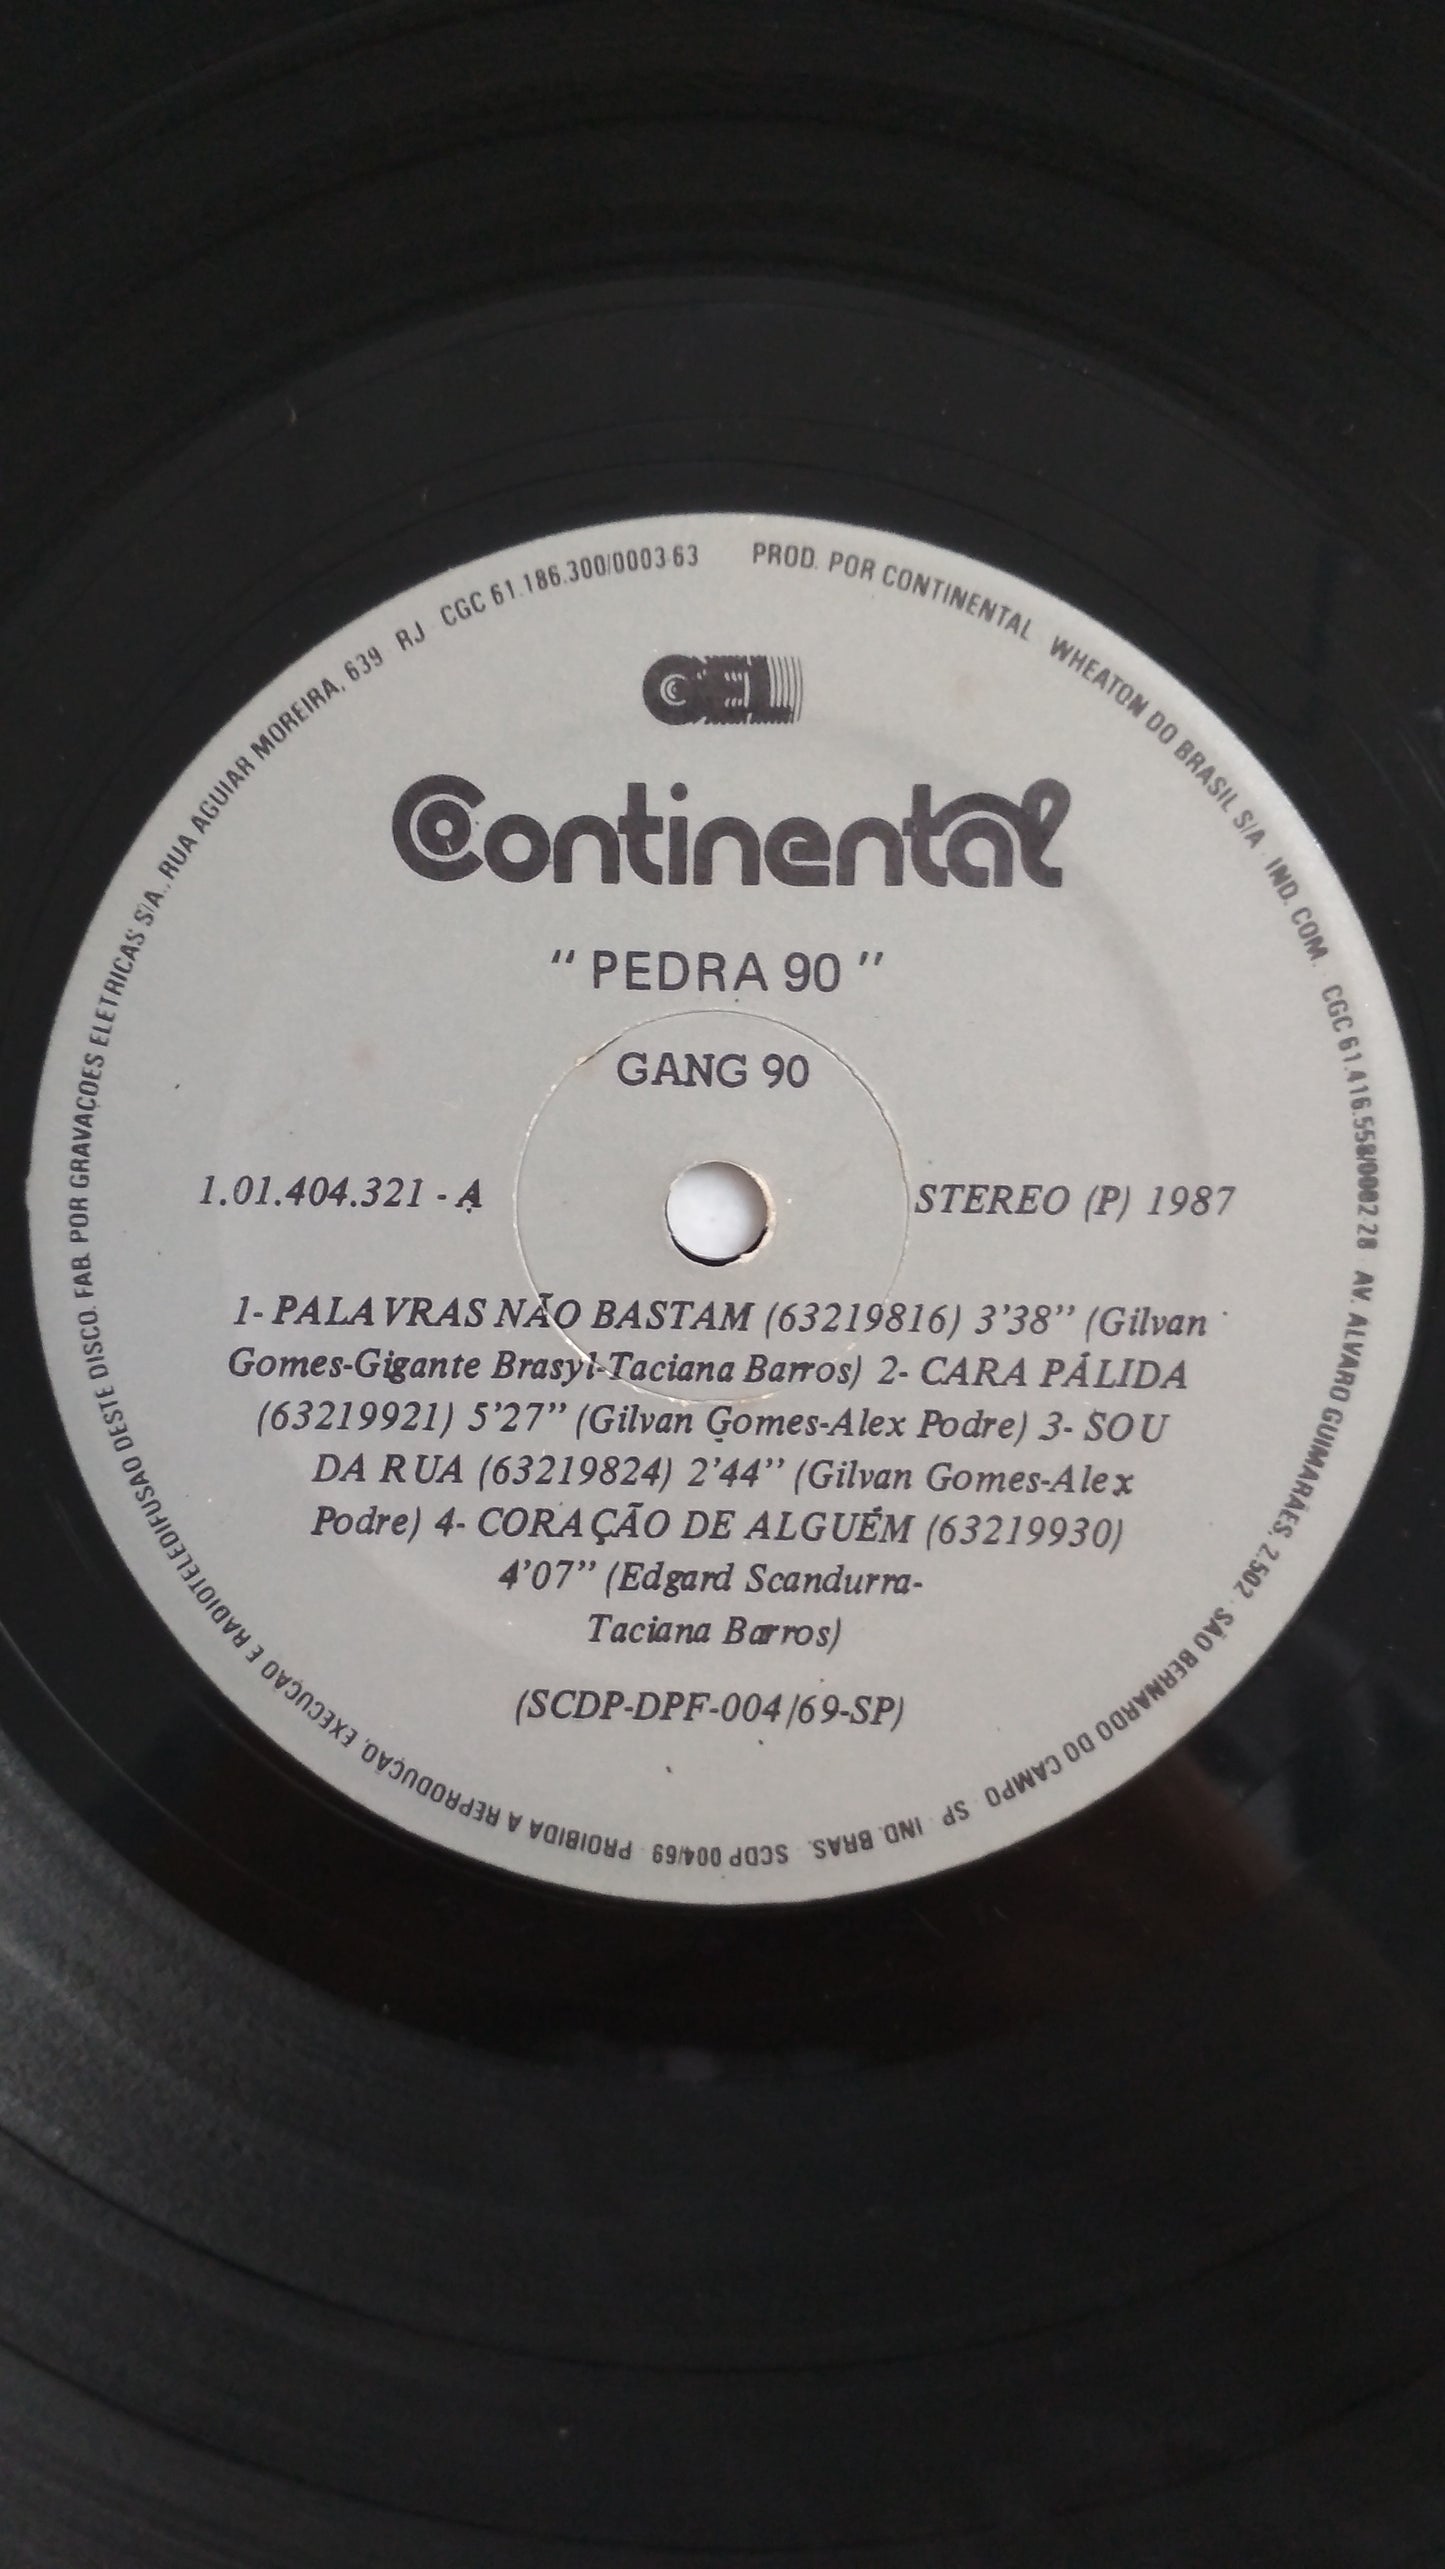 PROD. POR CONTINENTAL WHEATON DO BRASIL S/A. IND. COM. CGC 61.416.558/0002 28 AV. ALVARO GUIMARÃES, 2.502 SÃO BERNARDO DO CAMPO SP IND. BRAS. SCDP 004/69 PROIBIDA A REPRODUÇÃO, EXECUÇÃO E RADIOTELEDIFUSAO DESTE DISCO. FAB. POR GRAVAÇOES ELETRICAS S/A., RUA AGUIAR MOREIRA, 639 RJ CGC 61.186.300/0003-63
Continental
" PEDRA 90 "
GANG 90
1.01.404.321 - A STEREO (P) 1987
1- PALAVRAS NÃO BASTAM (63219816) 3'38" (Gilvan
Gomes-Gigante Brasyl-Taciana Barros) 2- CARA PÁLIDA
(63219921) 5'27" (Gilvan Gomes-Alex Podre) 3- SOU
DA RUA (63219824) 2'44" (Gilvan Gomes-Alex
Podre) 4- CORAÇÃO DE ALGUÉM (63219930)
4'07" (Edgard Scandurra-
Taciana Barros)
(SCDP-DPF-004/69-SP)